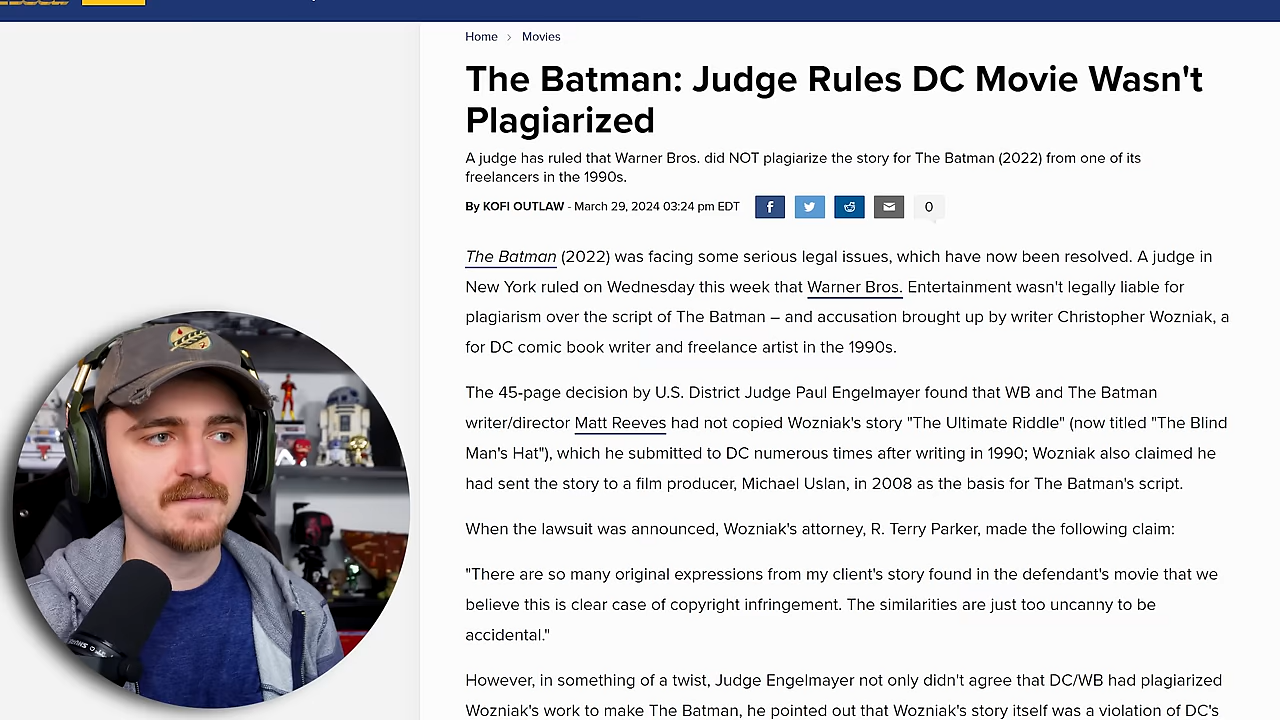 Home > Movies
The Batman: Judge Rules DC Movie Wasn't
Plagiarized
A judge has ruled that Warner Bros. did NOT plagiarize the story for The Batman (2022) from one of its
freelancers in the 1990s.
By KOFI OUTLAW - March 29, 2024 03:24 pm EDT
0
The Batman (2022) was facing some serious legal issues, which have now been resolved. A judge in
New York ruled on Wednesday this week that Warner Bros. Entertainment wasn't legally liable for
plagiarism over the script of The Batman – and accusation brought up by writer Christopher Wozniak, a
for DC comic book writer and freelance artist in the 1990s.
The 45-page decision by U.S. District Judge Paul Engelmayer found that WB and The Batman
writer/director Matt Reeves had not copied Wozniak's story "The Ultimate Riddle" (now titled "The Blind
Man's Hat"), which he submitted to DC numerous times after writing in 1990; Wozniak also claimed he
had sent the story to a film producer, Michael Uslan, in 2008 as the basis for The Batman's script.
When the lawsuit was announced, Wozniak's attorney, R. Terry Parker, made the following claim:
"There are so many original expressions from my client's story found in the defendant's movie that we
believe this is clear case of copyright infringement. The similarities are just too uncanny to be
accidental."
However, in something of a twist, Judge Engelmayer not only didn't agree that DC/WB had plagiarized
Wozniak's work to make The Batman, he pointed out that Wozniak's story itself was a violation of DC's